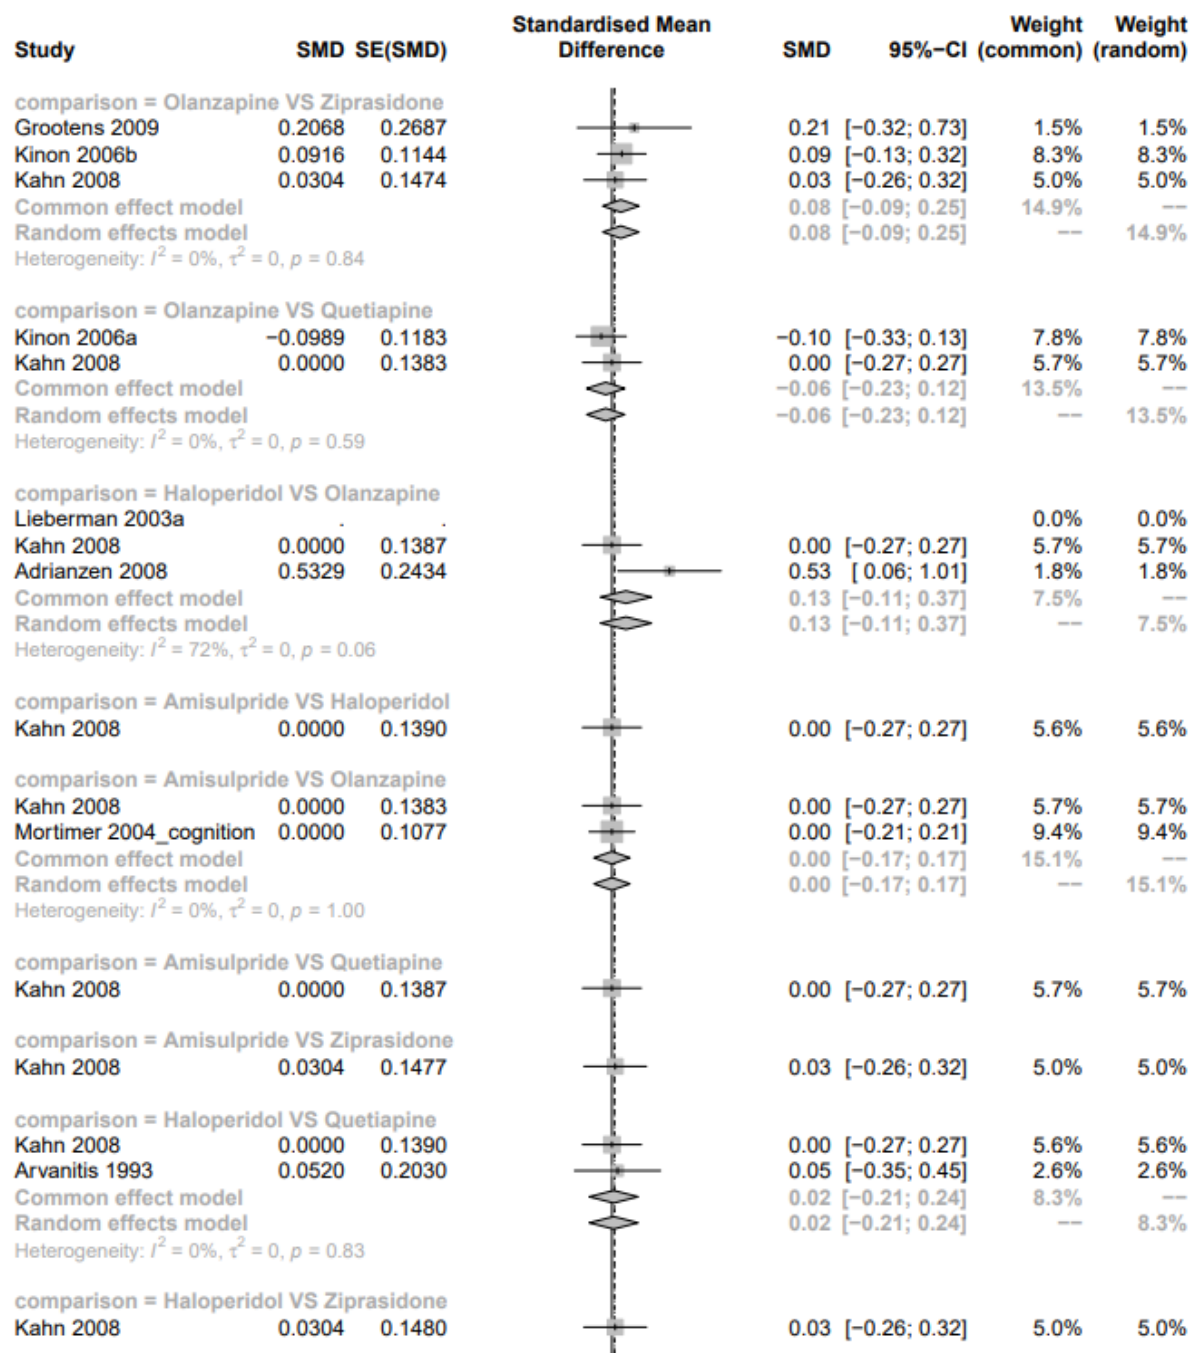 Standardised Mean Weight Weight
Study SMD SE(SMD) Difference SMD 95%−CI (common) (random)
comparison = Olanzapine VS Ziprasidone
Grootens 2009 0.2068 0.2687 0.21 [−0.32; 0.73] 1.5% 1.5%
Kinon 2006b 0.0916 0.1144 0.09 [−0.13; 0.32] 8.3% 8.3%
Kahn 2008 0.0304 0.1474 0.03 [−0.26; 0.32] 5.0% 5.0%
Common effect model 0.08 [−0.09; 0.25] 14.9% −−
Random effects model 0.08 [−0.09; 0.25] −− 14.9%
Heterogeneity: I² = 0%, τ² = 0, p = 0.84
comparison = Olanzapine VS Quetiapine
Kinon 2006a −0.0989 0.1183 −0.10 [−0.33; 0.13] 7.8% 7.8%
Kahn 2008 0.0000 0.1383 0.00 [−0.27; 0.27] 5.7% 5.7%
Common effect model −0.06 [−0.23; 0.12] 13.5% −−
Random effects model −0.06 [−0.23; 0.12] −− 13.5%
Heterogeneity: I² = 0%, τ² = 0, p = 0.59
comparison = Haloperidol VS Olanzapine
Lieberman 2003a . . 0.0% 0.0%
Kahn 2008 0.0000 0.1387 0.00 [−0.27; 0.27] 5.7% 5.7%
Adrianzen 2008 0.5329 0.2434 0.53 [ 0.06; 1.01] 1.8% 1.8%
Common effect model 0.13 [−0.11; 0.37] 7.5% −−
Random effects model 0.13 [−0.11; 0.37] −− 7.5%
Heterogeneity: I² = 72%, τ² = 0, p = 0.06
comparison = Amisulpride VS Haloperidol
Kahn 2008 0.0000 0.1390 0.00 [−0.27; 0.27] 5.6% 5.6%
comparison = Amisulpride VS Olanzapine
Kahn 2008 0.0000 0.1383 0.00 [−0.27; 0.27] 5.7% 5.7%
Mortimer 2004_cognition 0.0000 0.1077 0.00 [−0.21; 0.21] 9.4% 9.4%
Common effect model 0.00 [−0.17; 0.17] 15.1% −−
Random effects model 0.00 [−0.17; 0.17] −− 15.1%
Heterogeneity: I² = 0%, τ² = 0, p = 1.00
comparison = Amisulpride VS Quetiapine
Kahn 2008 0.0000 0.1387 0.00 [−0.27; 0.27] 5.7% 5.7%
comparison = Amisulpride VS Ziprasidone
Kahn 2008 0.0304 0.1477 0.03 [−0.26; 0.32] 5.0% 5.0%
comparison = Haloperidol VS Quetiapine
Kahn 2008 0.0000 0.1390 0.00 [−0.27; 0.27] 5.6% 5.6%
Arvanitis 1993 0.0520 0.2030 0.05 [−0.35; 0.45] 2.6% 2.6%
Common effect model 0.02 [−0.21; 0.24] 8.3% −−
Random effects model 0.02 [−0.21; 0.24] −− 8.3%
Heterogeneity: I² = 0%, τ² = 0, p = 0.83
comparison = Haloperidol VS Ziprasidone
Kahn 2008 0.0304 0.1480 0.03 [−0.26; 0.32] 5.0% 5.0%